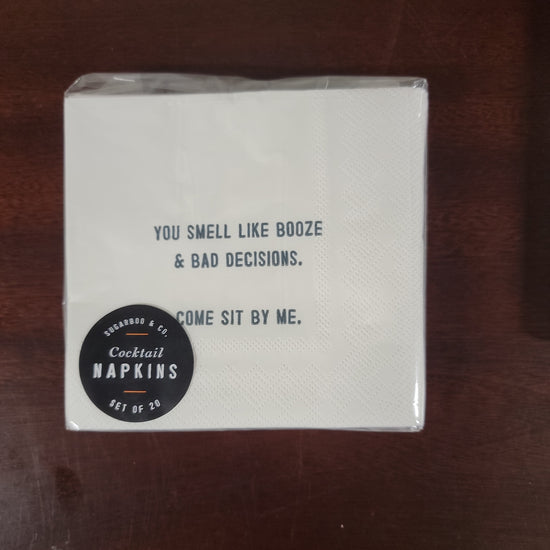 YOU SMELL LIKE BOOZE
& BAD DECISIONS.
COME SIT BY ME.
SUGARBOO & CO.
Cocktail
NAPKINS
SET OF 20